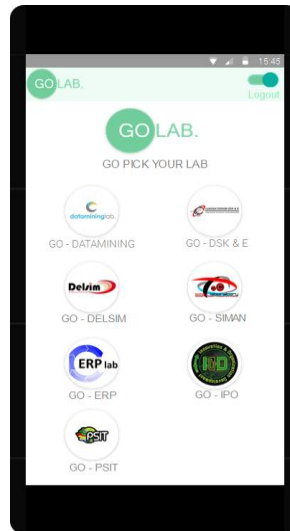 15:45
GO LAB.
Logout
GO LAB.
GO PICK YOUR LAB
datamininglab.
GO - DATAMINING
GO - DSK & E
Delsim
GO - DELSIM
GO - SIMAN
ERP lab
GO - ERP
GO - IPO
PSIT
GO - PSIT